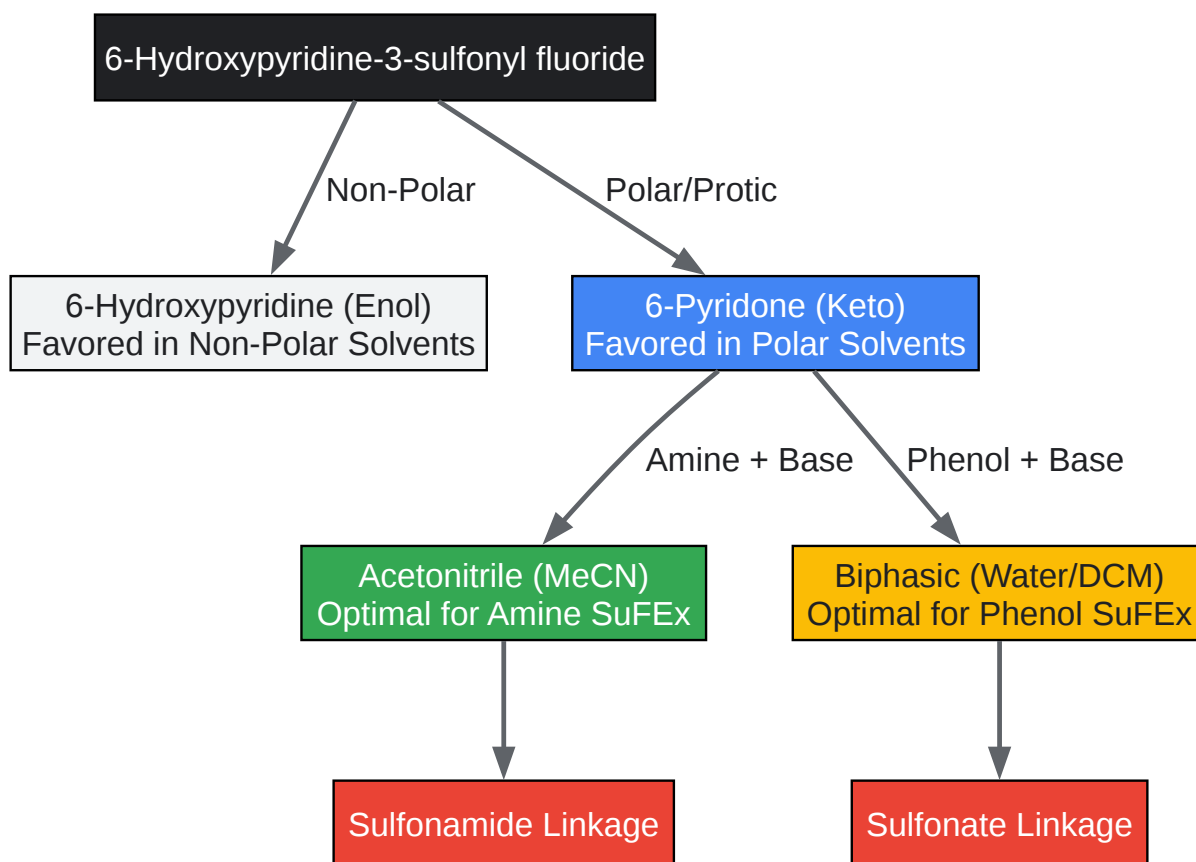 6-Hydroxypyridine-3-sulfonyl fluoride
Non-Polar
Polar/Protic
6-Hydroxypyridine (Enol)
Favored in Non-Polar Solvents
6-Pyridone (Keto)
Favored in Polar Solvents
Amine + Base
Phenol + Base
Acetonitrile (MeCN)
Optimal for Amine SuFEx
Biphasic (Water/DCM)
Optimal for Phenol SuFEx
Sulfonamide Linkage
Sulfonate Linkage